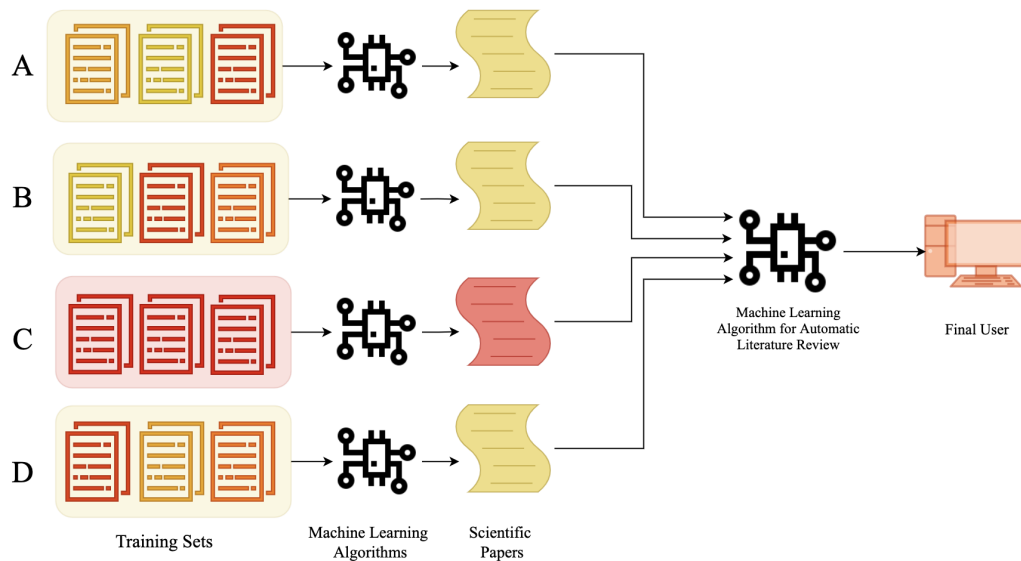 A
B
C
D
Training Sets
Machine Learning
Algorithms
Scientific
Papers
Machine Learning
Algorithm for Automatic
Literature Review
Final User